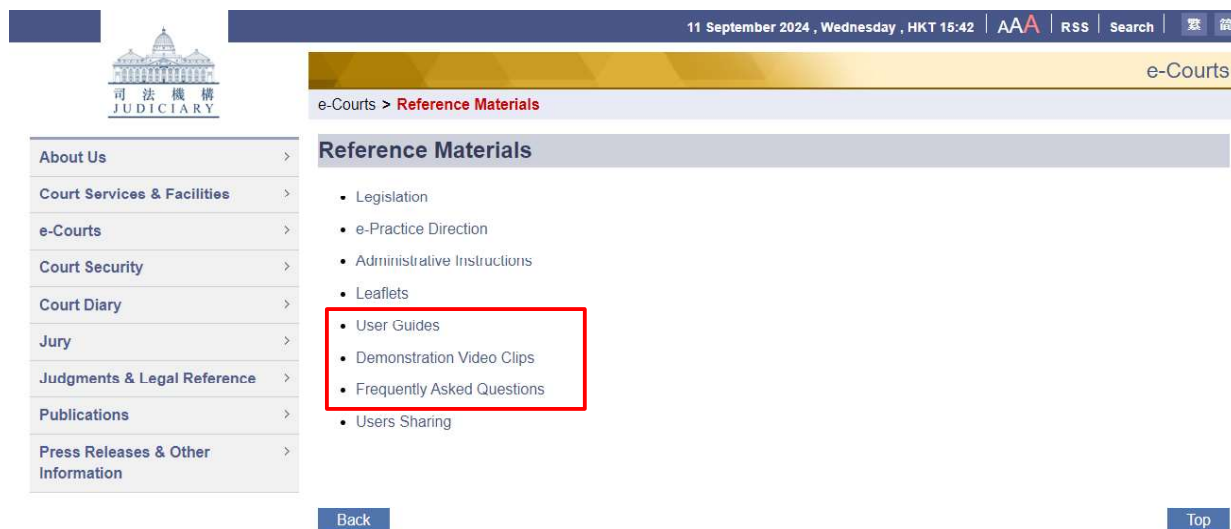 11 September 2024 , Wednesday , HKT 15:42 | AAA | RSS | Search | 繁 簡
司法機構
JUDICIARY
e-Courts
e-Courts > Reference Materials
About Us
Court Services & Facilities
e-Courts
Court Security
Court Diary
Jury
Judgments & Legal Reference
Publications
Press Releases & Other
Information
Reference Materials
Legislation
e-Practice Direction
Administrative Instructions
Leaflets
User Guides
Demonstration Video Clips
Frequently Asked Questions
Users Sharing
Back
Top